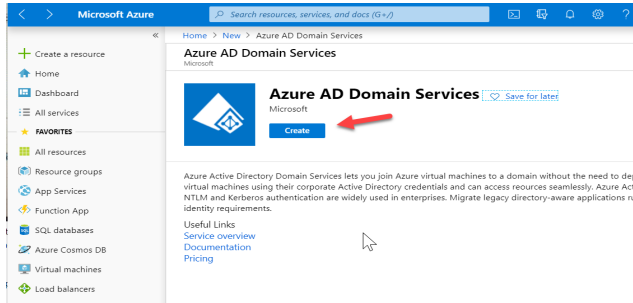 Microsoft Azure
Search resources, services, and docs (G+/)
Home > New > Azure AD Domain Services
Create a resource
Azure AD Domain Services
Microsoft
Home
Dashboard
All services
FAVORITES
All resources
Resource groups
App Services
Function App
SQL databases
Azure Cosmos DB
Virtual machines
Load balancers
Azure AD Domain Services
Save for later
Microsoft
Create
Azure Active Directory Domain Services lets you join Azure virtual machines to a domain without the need to
virtual machines using their corporate Active Directory credentials and can access resources seamlessly. Azure
NTLM and Kerberos authentication are widely used in enterprises. Migrate legacy directory-aware applications
identity requirements.
Useful Links
Service overview
Documentation
Pricing